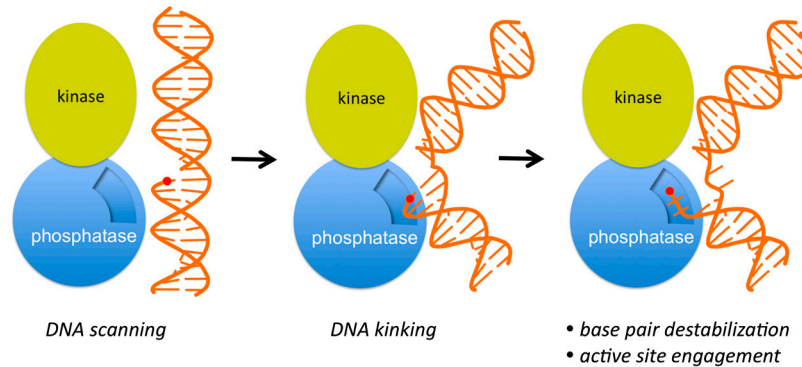 kinase
phosphatase
DNA scanning
kinase
phosphatase
DNA kinking
kinase
phosphatase
• base pair destabilization
• active site engagement